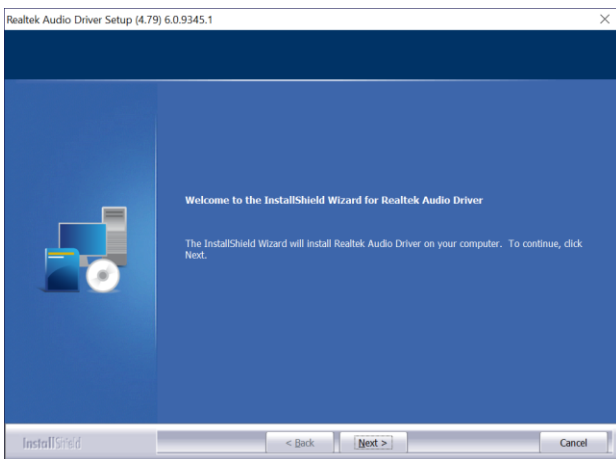 Realtek Audio Driver Setup (4.79) 6.0.9345.1
Welcome to the InstallShield Wizard for Realtek Audio Driver
The InstallShield Wizard will install Realtek Audio Driver on your computer. To continue, click
Next.
InstallShield
< Back Next > Cancel